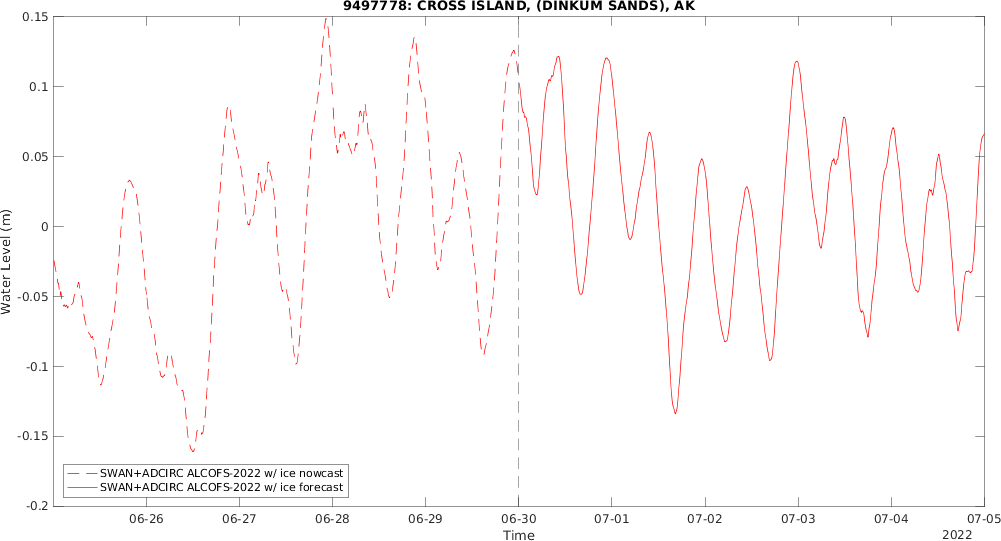 9497778: CROSS ISLAND, (DINKUM SANDS), AK
0.15
0.1
0.05
0
-0.05
-0.1
-0.15
-0.2
Water Level (m)
SWAN+ADCIRC ALCOFS-2022 w/ ice nowcast
SWAN+ADCIRC ALCOFS-2022 w/ ice forecast
06-26 06-27 06-28 06-29 06-30 07-01 07-02 07-03 07-04 07-05
Time
2022